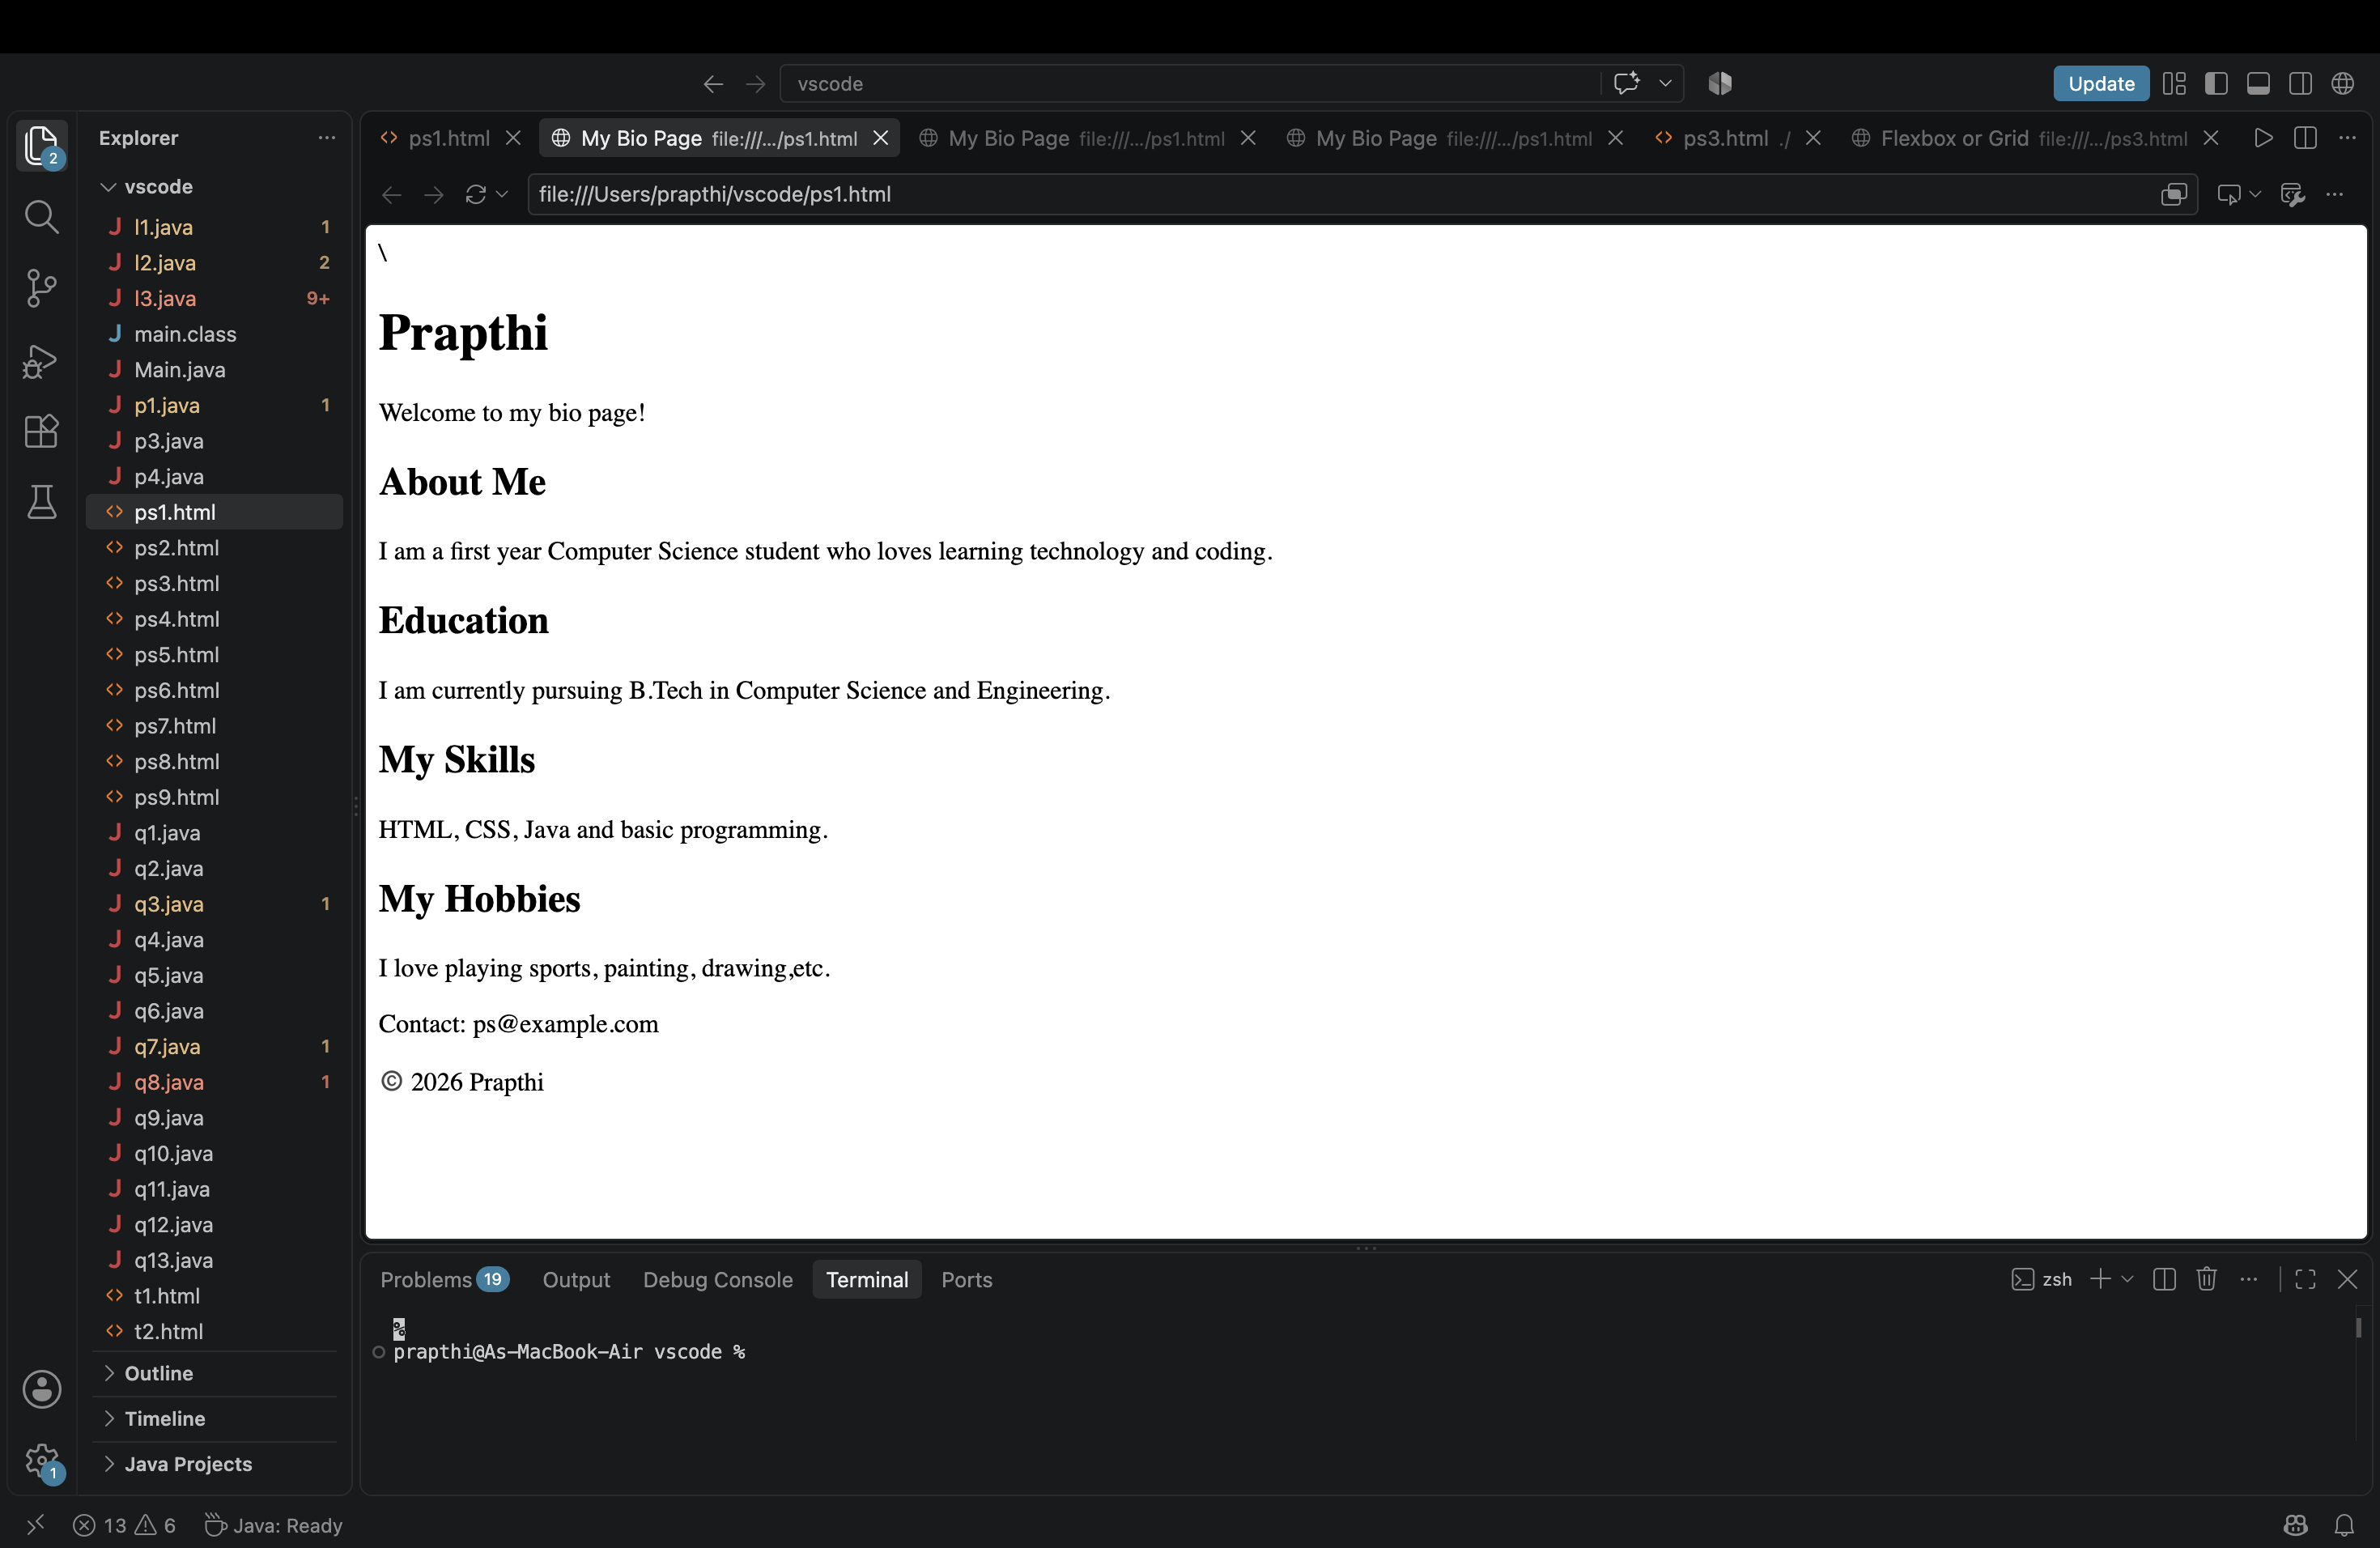 vscode
Update
Explorer
ps1.html
My Bio Page file:///.../ps1.html
My Bio Page file:///.../ps1.html
My Bio Page file:///.../ps1.html
ps3.html ./
Flexbox or Grid file:///.../ps3.html
2
vscode
file:///Users/prapthi/vscode/ps1.html
l1.java 1
l2.java 2
l3.java 9+
main.class
Main.java
p1.java 1
p3.java
p4.java
ps1.html
ps2.html
ps3.html
ps4.html
ps5.html
ps6.html
ps7.html
ps8.html
ps9.html
q1.java
q2.java
q3.java 1
q4.java
q5.java
q6.java
q7.java 1
q8.java 1
q9.java
q10.java
q11.java
q12.java
q13.java
t1.html
t2.html
Outline
Timeline
Java Projects
1
\
Prapthi
Welcome to my bio page!
About Me
I am a first year Computer Science student who loves learning technology and coding.
Education
I am currently pursuing B.Tech in Computer Science and Engineering.
My Skills
HTML, CSS, Java and basic programming.
My Hobbies
I love playing sports, painting, drawing,etc.
Contact: ps@example.com
© 2026 Prapthi
Problems 19 Output Debug Console Terminal Ports
zsh
%
prapthi@As-MacBook-Air vscode %
13 6 Java: Ready